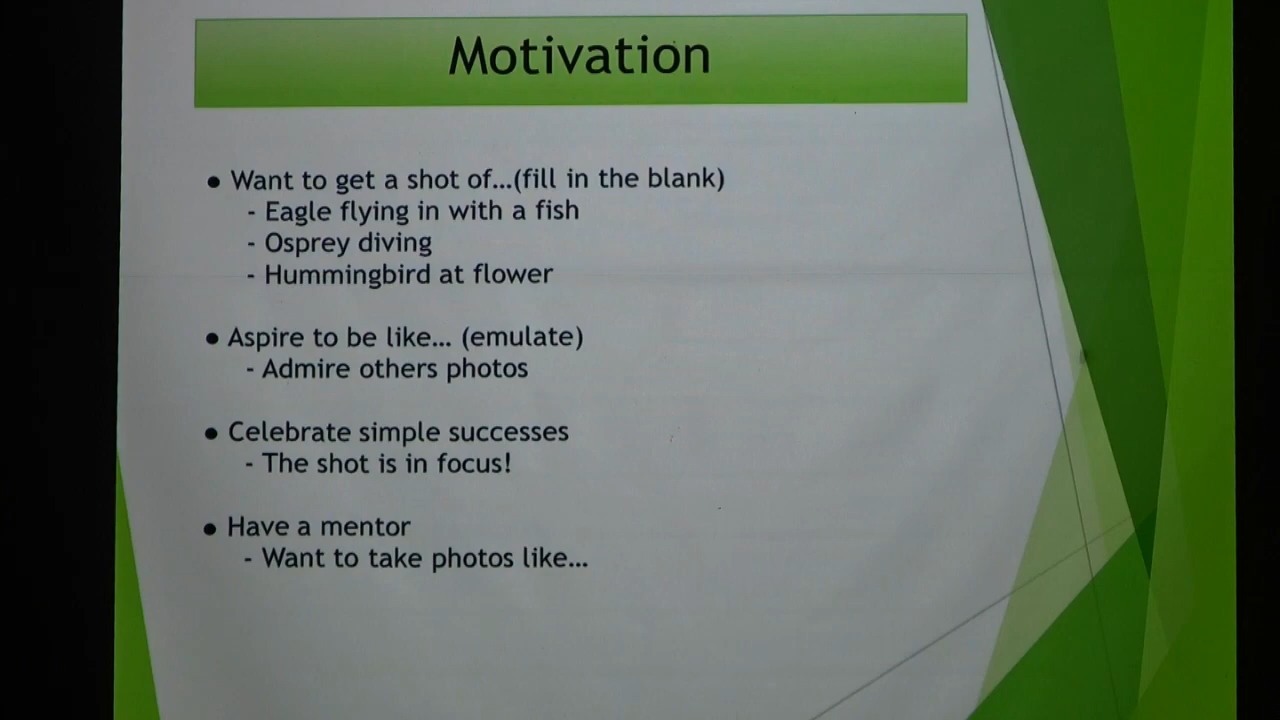 Motivation
● Want to get a shot of...(fill in the blank)
- Eagle flying in with a fish
- Osprey diving
- Hummingbird at flower
● Aspire to be like... (emulate)
- Admire others photos
● Celebrate simple successes
- The shot is in focus!
● Have a mentor
- Want to take photos like...